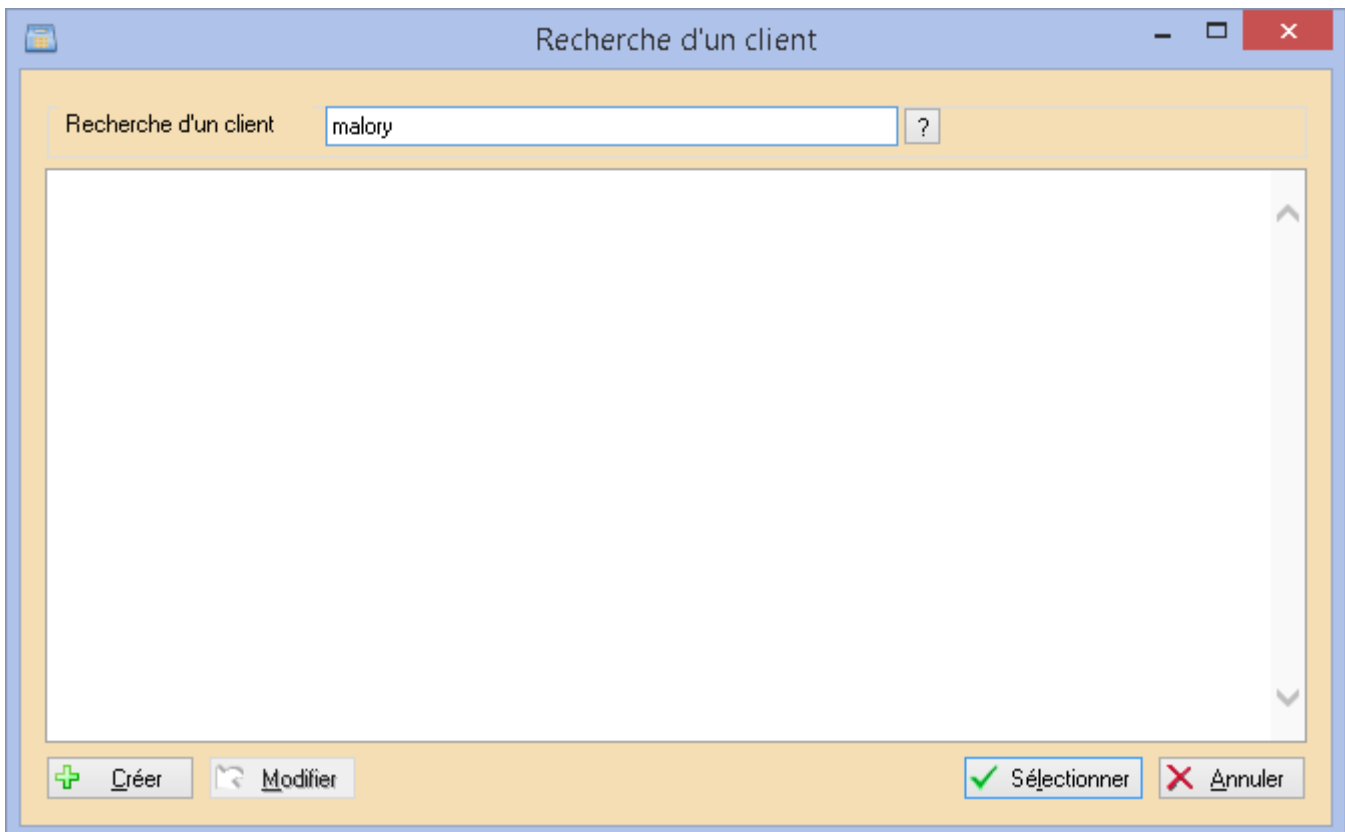 Recherche d'un client
Recherche d'un client malory ?
Créer Modifier Sélectionner Annuler